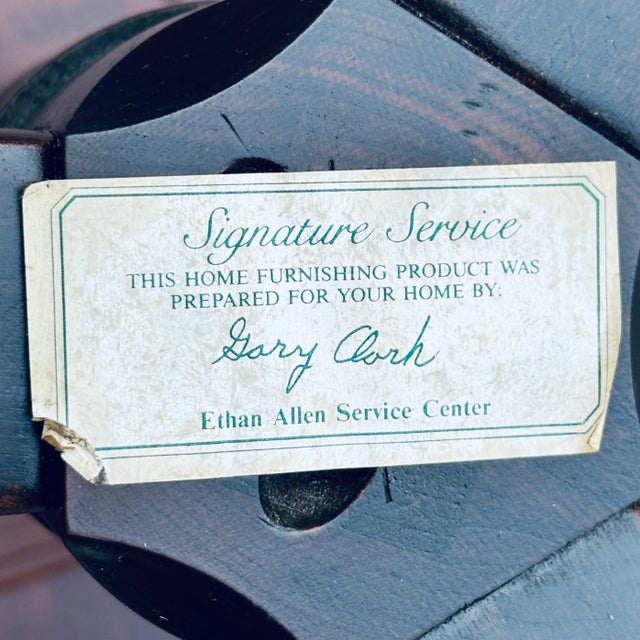 Signature Service
THIS HOME FURNISHING PRODUCT WAS
PREPARED FOR YOUR HOME BY:
Gary Clark
Ethan Allen Service Center